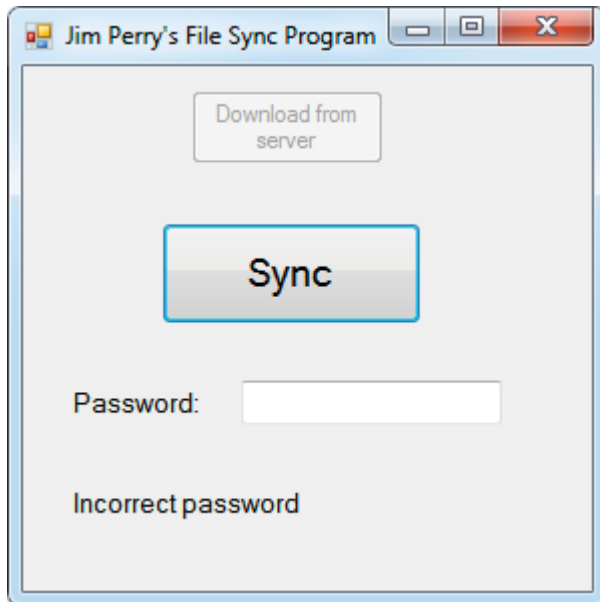 Jim Perry's File Sync Program
Download from
server
Sync
Password:
Incorrect password